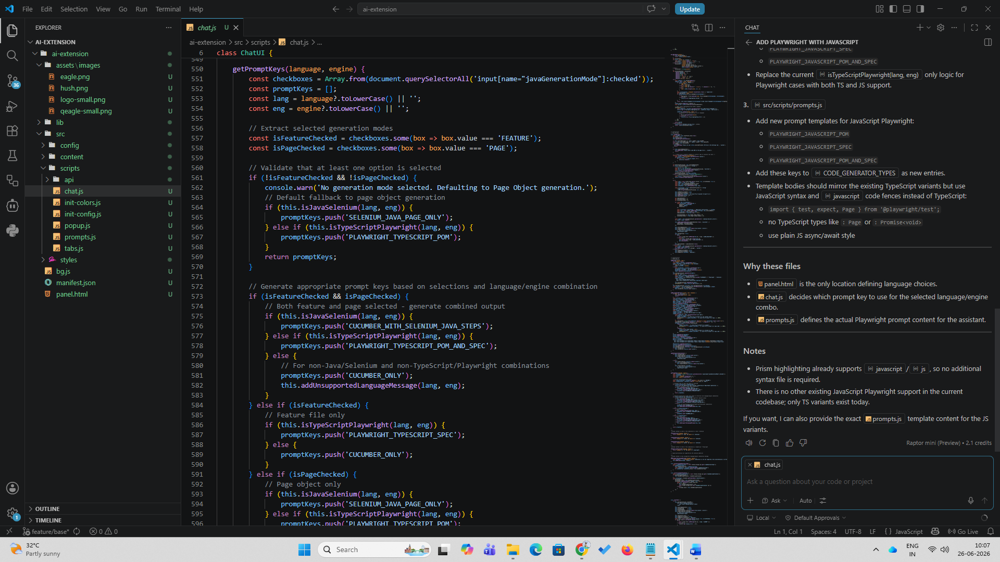 File Edit Selection View Go Run Terminal Help
ai-extension
Update
EXPLORER
AI-EXTENSION
ai-extension
assets\images
eagle.png U
hush.png U
logo-small.png U
qeagle-small.png U
lib
src
config
content
scripts
api
chat.js U
init-colors.js U
init-config.js U
popup.js U
prompts.js U
tabs.js U
styles
bg.js U
manifest.json U
panel.html U
OUTLINE
TIMELINE
36
1
chat.js U
ai-extension > src > scripts > chat.js > ...
6 class ChatUI {
549
550 getPromptKeys(language, engine) {
551 const checkboxes = Array.from(document.querySelectorAll('input[name="javaGenerationMode"]:checked'));
552 const promptKeys = [];
553 const lang = language?.toLowerCase() || '';
554 const eng = engine?.toLowerCase() || '';
555
556 // Extract selected generation modes
557 const isFeatureChecked = checkboxes.some(box => box.value === 'FEATURE');
558 const isPageChecked = checkboxes.some(box => box.value === 'PAGE');
559
560 // Validate that at least one option is selected
561 if (!isFeatureChecked && !isPageChecked) {
562 console.warn('No generation mode selected. Defaulting to Page Object generation.');
563 // Default fallback to page object generation
564 if (this.isJavaSelenium(lang, eng)) {
565 promptKeys.push('SELENIUM_JAVA_PAGE_ONLY');
566 } else if (this.isTypeScriptPlaywright(lang, eng)) {
567 promptKeys.push('PLAYWRIGHT_TYPESCRIPT_POM');
568 }
569 return promptKeys;
570 }
571
572 // Generate appropriate prompt keys based on selections and language/engine combination
573 if (isFeatureChecked && isPageChecked) {
574 // Both feature and page selected - generate combined output
575 if (this.isJavaSelenium(lang, eng)) {
576 promptKeys.push('CUCUMBER_WITH_SELENIUM_JAVA_STEPS');
577 } else if (this.isTypeScriptPlaywright(lang, eng)) {
578 promptKeys.push('PLAYWRIGHT_TYPESCRIPT_POM_AND_SPEC');
579 } else {
580 // For non-Java/Selenium and non-TypeScript/Playwright combinations
581 promptKeys.push('CUCUMBER_ONLY');
582 this.addUnsupportedLanguageMessage(lang, eng);
583 }
584 } else if (isFeatureChecked) {
585 // Feature file only
586 if (this.isTypeScriptPlaywright(lang, eng)) {
587 promptKeys.push('PLAYWRIGHT_TYPESCRIPT_SPEC');
588 } else {
589 promptKeys.push('CUCUMBER_ONLY');
590 }
591 } else if (isPageChecked) {
592 // Page object only
593 if (this.isJavaSelenium(lang, eng)) {
594 promptKeys.push('SELENIUM_JAVA_PAGE_ONLY');
595 } else if (this.isTypeScriptPlaywright(lang, eng)) {
596 promptKeys.push('PLAYWRIGHT_TYPESCRIPT_POM');
CHAT
ADD PLAYWRIGHT WITH JAVASCRIPT
PLAYWRIGHT_JAVASCRIPT_SPEC
PLAYWRIGHT_JAVASCRIPT_POM_AND_SPEC
Replace the current isTypeScriptPlaywright(lang, eng) only logic for
Playwright cases with both TS and JS support.
3. src/scripts/prompts.js
Add new prompt templates for JavaScript Playwright:
PLAYWRIGHT_JAVASCRIPT_POM
PLAYWRIGHT_JAVASCRIPT_SPEC
PLAYWRIGHT_JAVASCRIPT_POM_AND_SPEC
Add these keys to CODE_GENERATOR_TYPES as new entries.
Template bodies should mirror the existing TypeScript variants but use
JavaScript syntax and javascript code fences instead of TypeScript:
import { test, expect, Page } from '@playwright/test';
no TypeScript types like : Page or : Promise<void>
use plain JS async/await style
Why these files
panel.html is the only location defining language choices.
chat.js decides which prompt key to use for the selected language/engine
combo.
prompts.js defines the actual Playwright prompt content for the assistant.
Notes
Prism highlighting already supports javascript / js , so no additional
syntax file is required.
There is no other existing JavaScript Playwright support in the current
codebase; only TS variants exist today.
If you want, I can also provide the exact prompts.js template content for the JS
variants.
Raptor mini (Preview) • 2.1 credits
chat.js
Ask a question about your code or project
Ask Auto
Local Default Approvals
feature/base* 0 0
Ln 1, Col 1 Spaces: 4 UTF-8 LF { } JavaScript Go Live
32°C
Partly sunny
Search
ENG
IN
10:07
26-06-2026